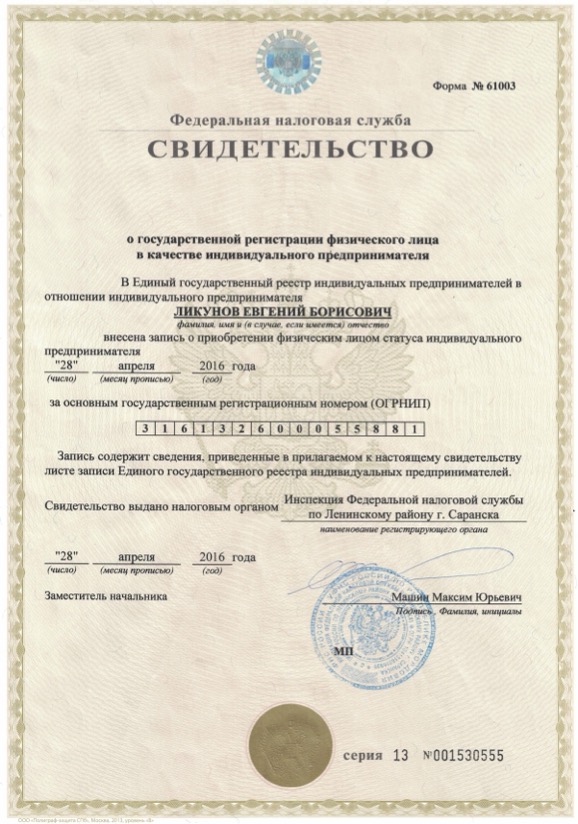 Форма № 61003
Федеральная налоговая служба
СВИДЕТЕЛЬСТВО
о государственной регистрации физического лица
в качестве индивидуального предпринимателя
В Единый государственный реестр индивидуальных предпринимателей в
отношении индивидуального предпринимателя
ЛИКУНОВ ЕВГЕНИЙ БОРИСОВИЧ
фамилия, имя и (в случае, если имеется) отчество
внесена запись о приобретении физическим лицом статуса индивидуального
предпринимателя
"28" апреля 2016 года
(число) (месяц прописью) (год)
за основным государственным регистрационным номером (ОГРНИП)
3 1 6 1 3 2 6 0 0 0 5 5 8 8 1
Запись содержит сведения, приведенные в прилагаемом к настоящему свидетельству
листе записи Единого государственного реестра индивидуальных предпринимателей.
Свидетельство выдано налоговым органом Инспекция Федеральной налоговой службы
по Ленинскому району г. Саранска
наименование регистрирующего органа
"28" апреля 2016 года
(число) (месяц прописью) (год)
Заместитель начальника Машин Максим Юрьевич
Подпись, Фамилия, инициалы
МП
серия 13 №001530555